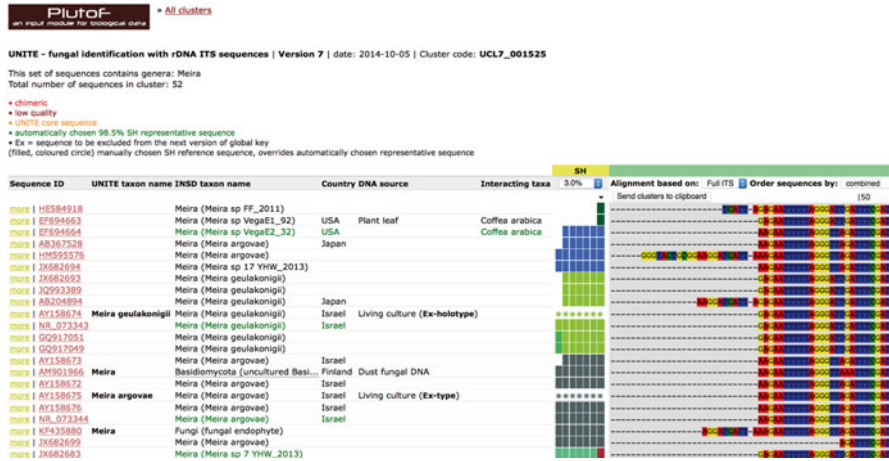 PlutoF
an input module for biological data
» All clusters
UNITE - fungal identification with rDNA ITS sequences | Version 7 | date: 2014-10-05 | Cluster code: UCL7_001525
This set of sequences contains genera: Meira
Total number of sequences in cluster: 52
• chimeric
• low quality
• UNITE core sequence
• automatically chosen 98.5% SH representative sequence
• Ex = sequence to be excluded from the next version of global key
(filled, coloured circle) manually chosen SH reference sequence, overrides automatically chosen representative sequence
SH
Sequence ID UNITE taxon name INSD taxon name Country DNA source Interacting taxa 3.0% Alignment based on: Full ITS Order sequences by: combined
Send clusters to clipboard |50
more | HE584918 Meira (Meira sp FF_2011)
more | EF694663 Meira (Meira sp VegaE1_92) USA Plant leaf Coffea arabica
more | EF694664 Meira (Meira sp VegaE2_32) USA Coffea arabica
more | AB367528 Meira (Meira argovae) Japan
more | HM595576 Meira (Meira argovae)
more | JX682694 Meira (Meira sp 17 YHW_2013)
more | JX682693 Meira (Meira geulakonigii)
more | JQ993389 Meira (Meira geulakonigii)
more | AB204894 Meira (Meira geulakonigii) Japan
more | AY158674 Meira geulakonigii Meira (Meira geulakonigii) Israel Living culture (Ex-holotype)
more | NR_073343 Meira (Meira geulakonigii) Israel
more | GQ917051 Meira (Meira geulakonigii)
more | GQ917049 Meira (Meira geulakonigii)
more | AY158673 Meira (Meira argovae) Israel
more | AM901966 Meira Basidiomycota (uncultured Basi... Finland Dust fungal DNA
more | AY158672 Meira (Meira argovae) Israel
more | AY158675 Meira argovae Meira (Meira argovae) Israel Living culture (Ex-type)
more | AY158676 Meira (Meira argovae) Israel
more | NR_073344 Meira (Meira argovae) Israel
more | KF435880 Meira Fungi (fungal endophyte)
more | JX682699 Meira (Meira argovae)
more | JX682683 Meira (Meira sp 7 YHW_2013)